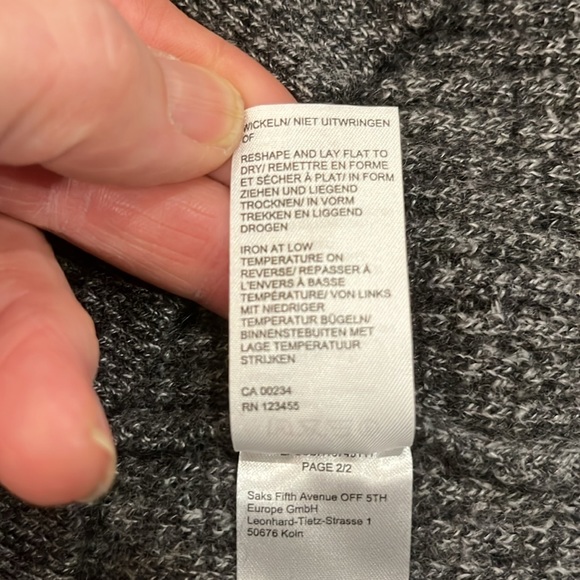 WICKELN/ NIET UITWRINGEN
OF
RESHAPE AND LAY FLAT TO
DRY/ REMETTRE EN FORME
ET SÉCHER À PLAT/ IN FORM
ZIEHEN UND LIEGEND
TROCKNEN/ IN VORM
TREKKEN EN LIGGEND
DROGEN
IRON AT LOW
TEMPERATURE ON
REVERSE/ REPASSER À
L'ENVERS À BASSE
TEMPÉRATURE/ VON LINKS
MIT NIEDRIGER
TEMPERATUR BÜGELN/
BINNENSTEBUITEN MET
LAGE TEMPERATUUR
STRIJKEN
CA 00234
RN 123455
PAGE 2/2
Saks Fifth Avenue OFF 5TH
Europe GmbH
Leonhard-Tietz-Strasse 1
50676 Koln